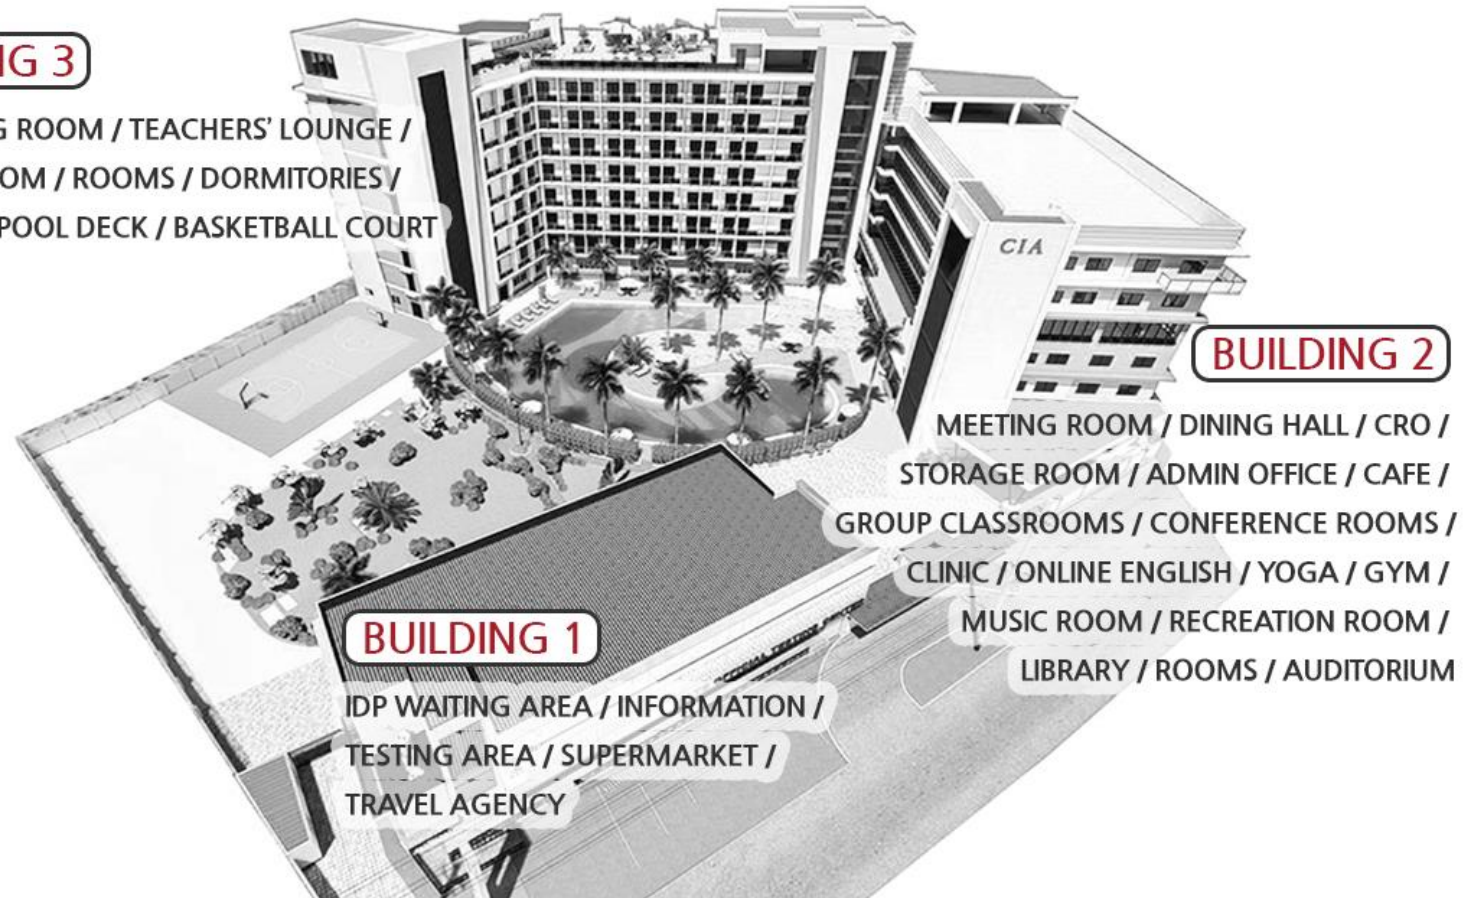 NG 3
G ROOM / TEACHERS' LOUNGE /
OM / ROOMS / DORMITORIES /
POOL DECK / BASKETBALL COURT
CIA
BUILDING 2
MEETING ROOM / DINING HALL / CRO /
STORAGE ROOM / ADMIN OFFICE / CAFE /
GROUP CLASSROOMS / CONFERENCE ROOMS /
CLINIC / ONLINE ENGLISH / YOGA / GYM /
MUSIC ROOM / RECREATION ROOM /
LIBRARY / ROOMS / AUDITORIUM
BUILDING 1
IDP WAITING AREA / INFORMATION /
TESTING AREA / SUPERMARKET /
TRAVEL AGENCY